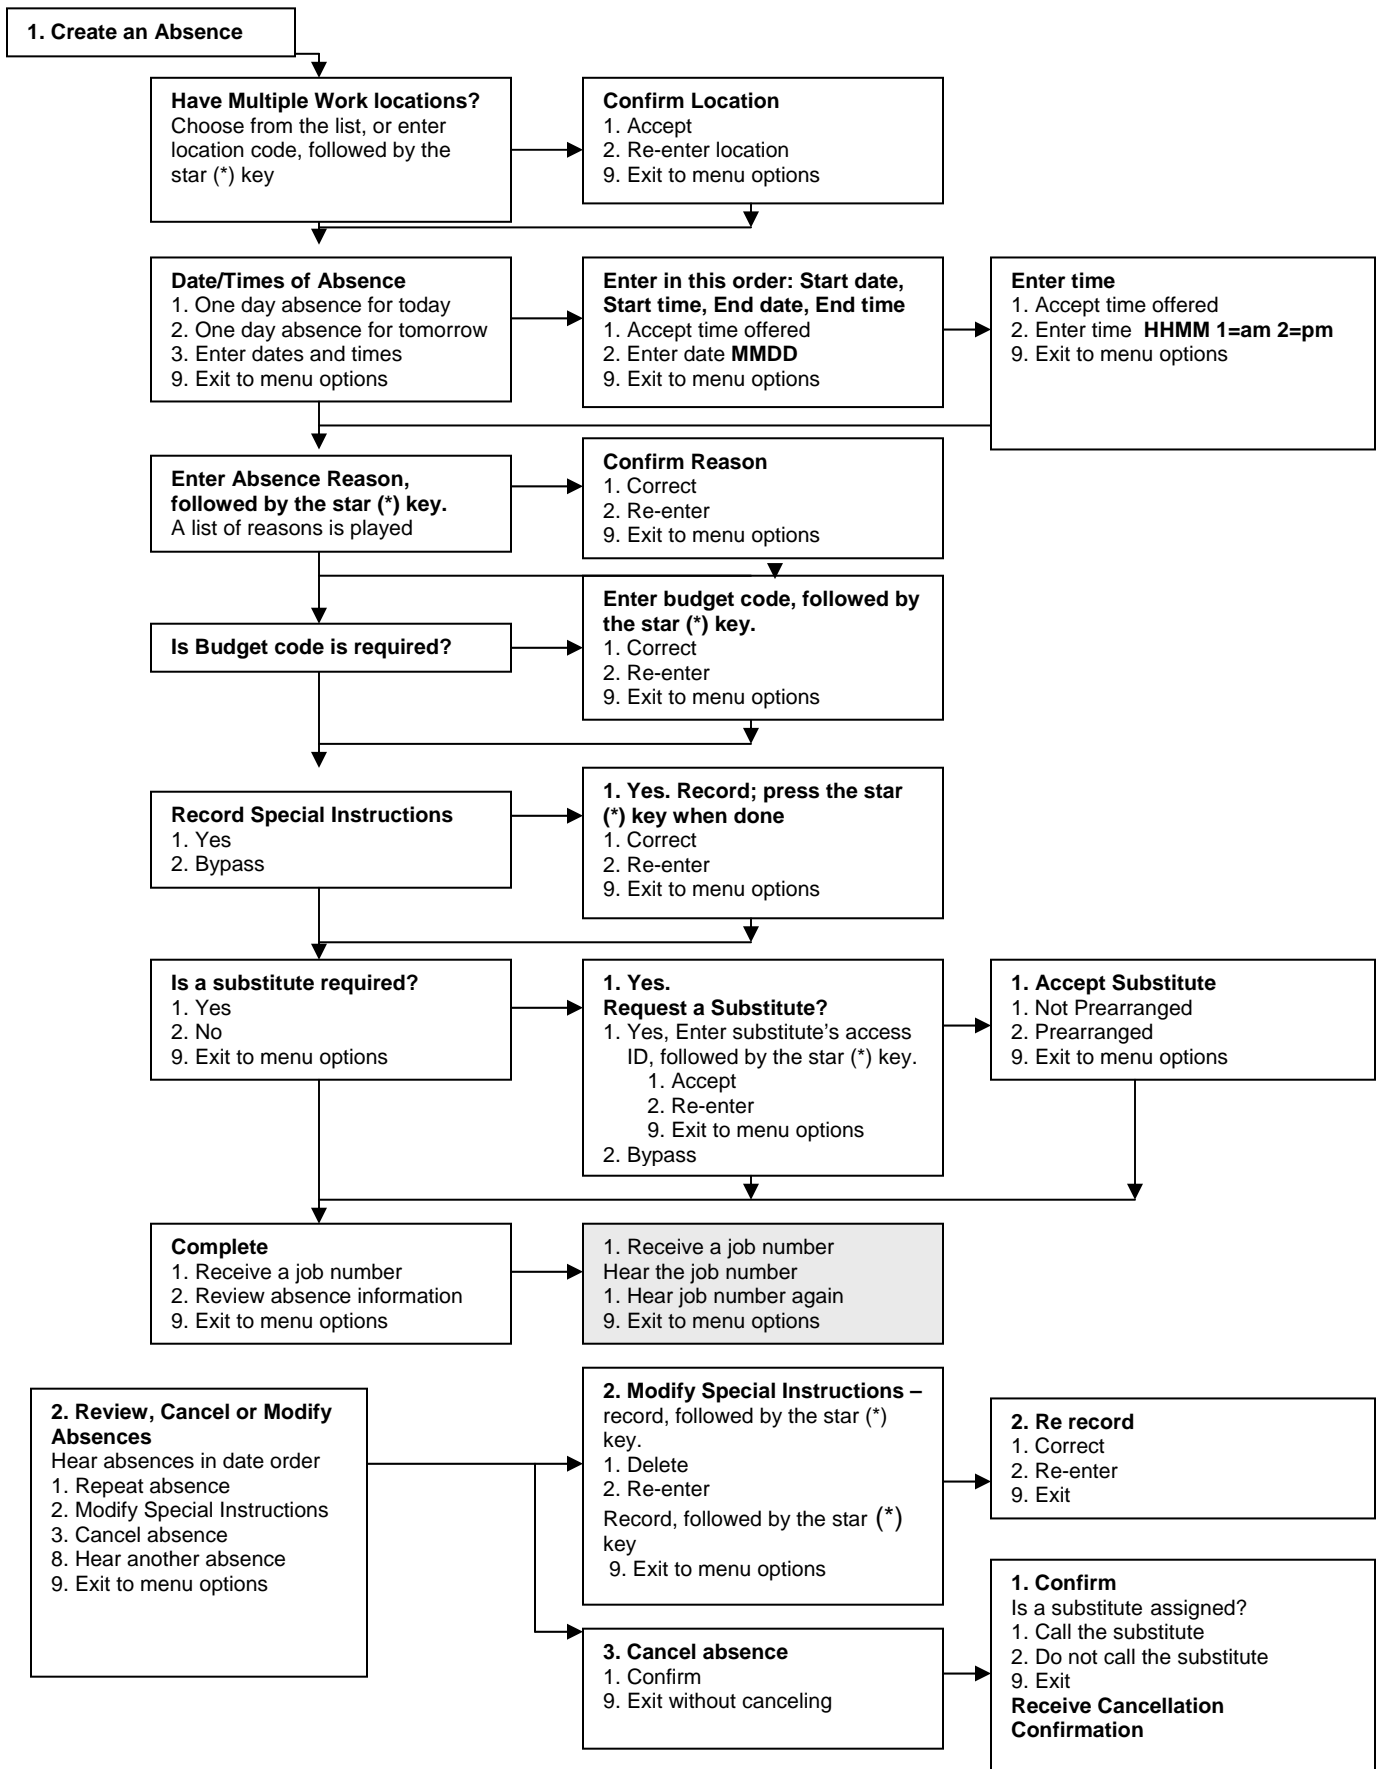 1. Create an Absence
Have Multiple Work locations?
Choose from the list, or enter
location code, followed by the
star (*) key
Confirm Location
1. Accept
2. Re-enter location
9. Exit to menu options
Date/Times of Absence
1. One day absence for today
2. One day absence for tomorrow
3. Enter dates and times
9. Exit to menu options
Enter in this order: Start date,
Start time, End date, End time
1. Accept time offered
2. Enter date MMDD
9. Exit to menu options
Enter time
1. Accept time offered
2. Enter time HHMM 1=am 2=pm
9. Exit to menu options
Enter Absence Reason,
followed by the star (*) key.
A list of reasons is played
Confirm Reason
1. Correct
2. Re-enter
9. Exit to menu options
Is Budget code is required?
Enter budget code, followed by
the star (*) key.
1. Correct
2. Re-enter
9. Exit to menu options
Record Special Instructions
1. Yes
2. Bypass
1. Yes. Record; press the star
(*) key when done
1. Correct
2. Re-enter
9. Exit to menu options
Is a substitute required?
1. Yes
2. No
9. Exit to menu options
1. Yes.
Request a Substitute?
1. Yes, Enter substitute's access
ID, followed by the star (*) key.
1. Accept
2. Re-enter
9. Exit to menu options
2. Bypass
1. Accept Substitute
1. Not Prearranged
2. Prearranged
9. Exit to menu options
Complete
1. Receive a job number
2. Review absence information
9. Exit to menu options
1. Receive a job number
Hear the job number
1. Hear job number again
9. Exit to menu options
2. Review, Cancel or Modify
Absences
Hear absences in date order
1. Repeat absence
2. Modify Special Instructions
3. Cancel absence
8. Hear another absence
9. Exit to menu options
2. Modify Special Instructions –
record, followed by the star (*)
key.
1. Delete
2. Re-enter
Record, followed by the star (*)
key
9. Exit to menu options
2. Re record
1. Correct
2. Re-enter
9. Exit
3. Cancel absence
1. Confirm
9. Exit without canceling
1. Confirm
Is a substitute assigned?
1. Call the substitute
2. Do not call the substitute
9. Exit
Receive Cancellation
Confirmation